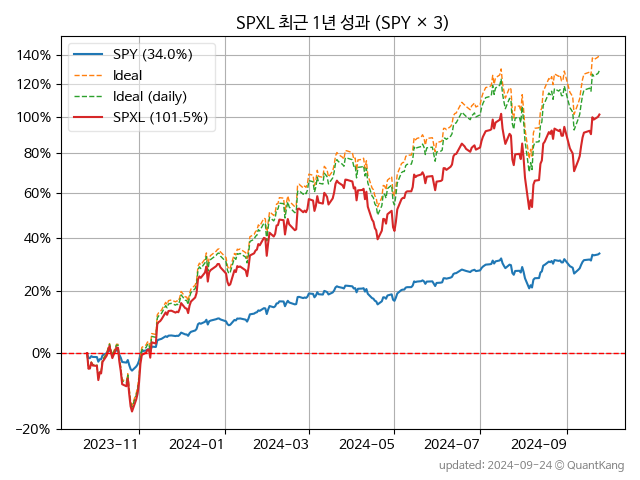 SPXL 최근 1년 성과 (SPY × 3)
SPY (34.0%)
Ideal
Ideal (daily)
SPXL (101.5%)
140%
120%
100%
80%
60%
40%
20%
0%
−20%
2023−11
2024−01
2024−03
2024−05
2024−07
2024−09
updated: 2024−09−24 © QuantKang